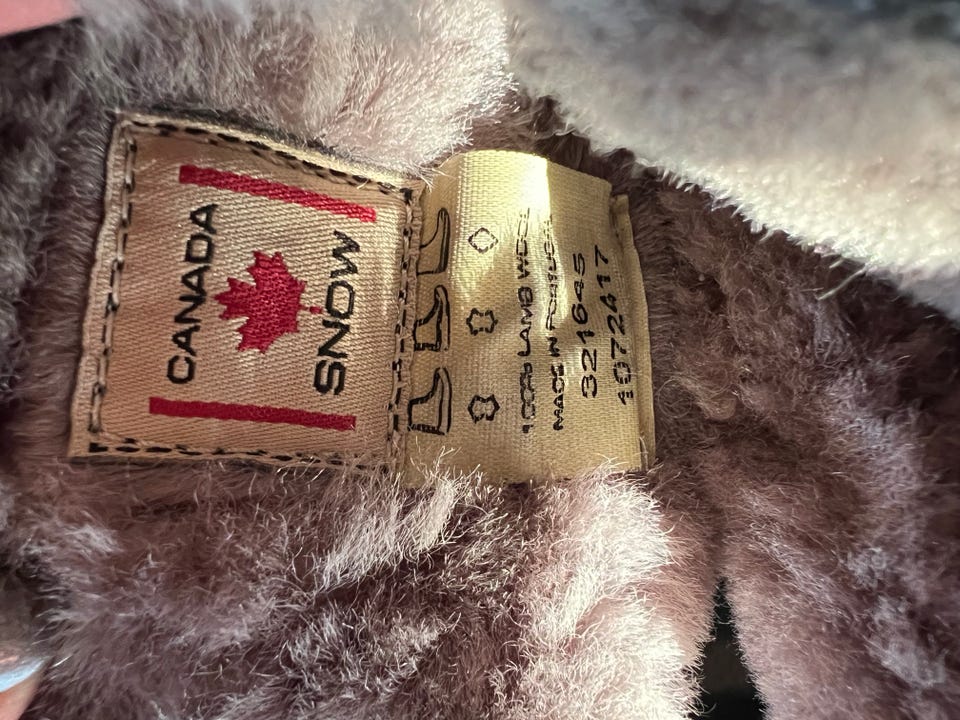 CANADA
SNOW
100% LAMB WOOL
MADE IN PORTUGAL
321645
1072417